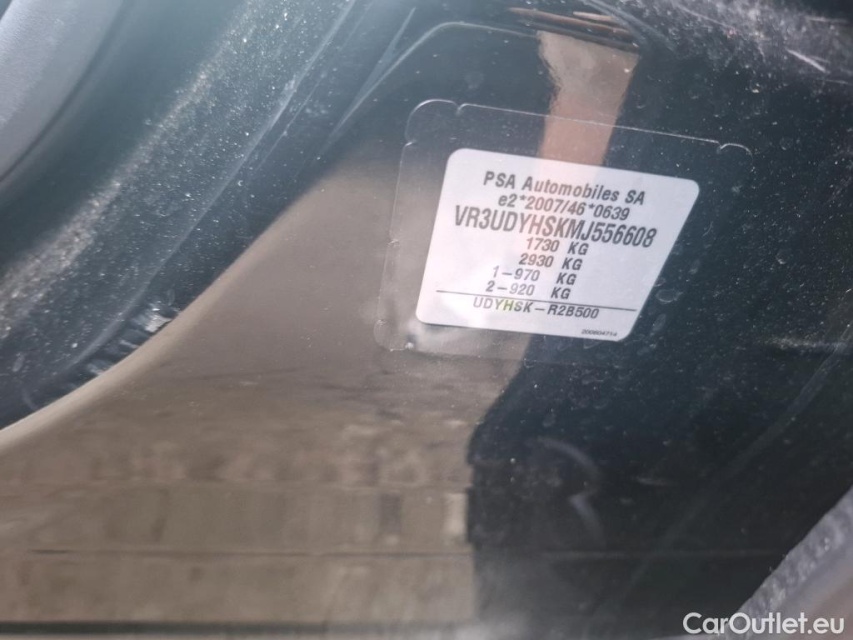 PSA Automobiles SA
e2*2007/46*0639
VR3UDYHSKMJ556608
1730 KG
2930 KG
1-970 KG
2-920 KG
UDYHSK-R2B500
CarOutlet.eu